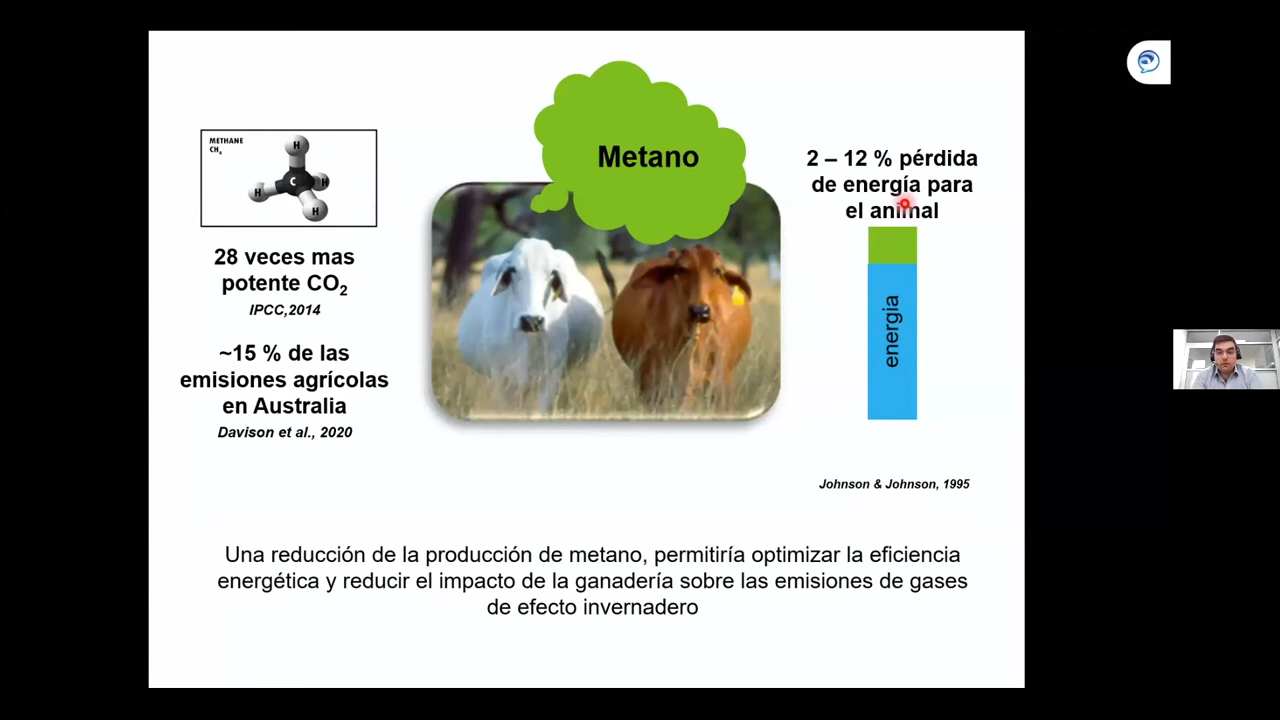 METHANE
CH4
H
C
H
H
H
28 veces mas
potente CO2
IPCC,2014
~15 % de las
emisiones agrícolas
en Australia
Davison et al., 2020
Metano
2 – 12 % pérdida
de energía para
el animal
energia
Johnson & Johnson, 1995
Una reducción de la producción de metano, permitiría optimizar la eficiencia
energética y reducir el impacto de la ganadería sobre las emisiones de gases
de efecto invernadero